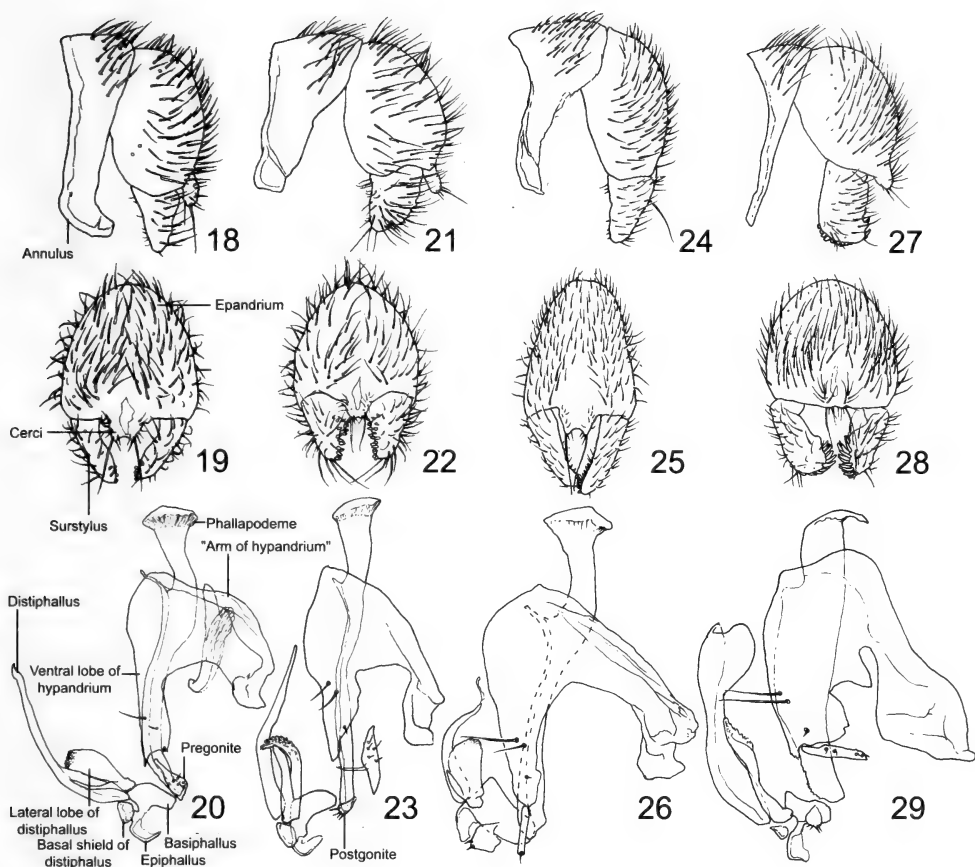 18
21
24
27
Annulus
Epandrium
Cerci
19
22
25
28
Surstylus
Phallapodeme
"Arm of hypandrium"
Distiphallus
Ventral lobe of
hypandrium
Pregonite
20
23
26
29
Lateral lobe of
distiphallus
Basal shield of
distiphalus
Basiphallus
Epiphallus
Postgonite